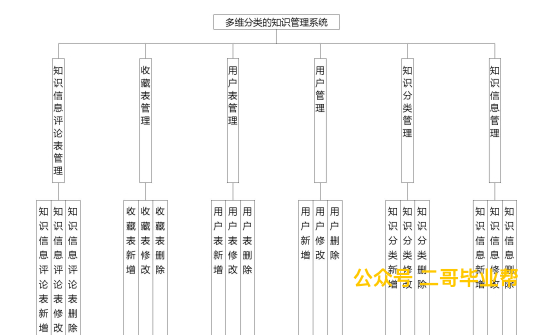 多维分类的知识管理系统
知识信息评论表管理
收藏表管理
用户表管理
用户管理
知识分类管理
知识信息管理
知识信息评论表新增
知识信息评论表修改
知识信息评论表删除
收藏表新增
收藏表修改
收藏表删除
用户表新增
用户表修改
用户表删除
用户新增
用户修改
用户删除
知识分类新增
知识分类修改
知识分类删除
知识信息新增
知识信息修改
知识信息删除
公众号 二哥毕业帮